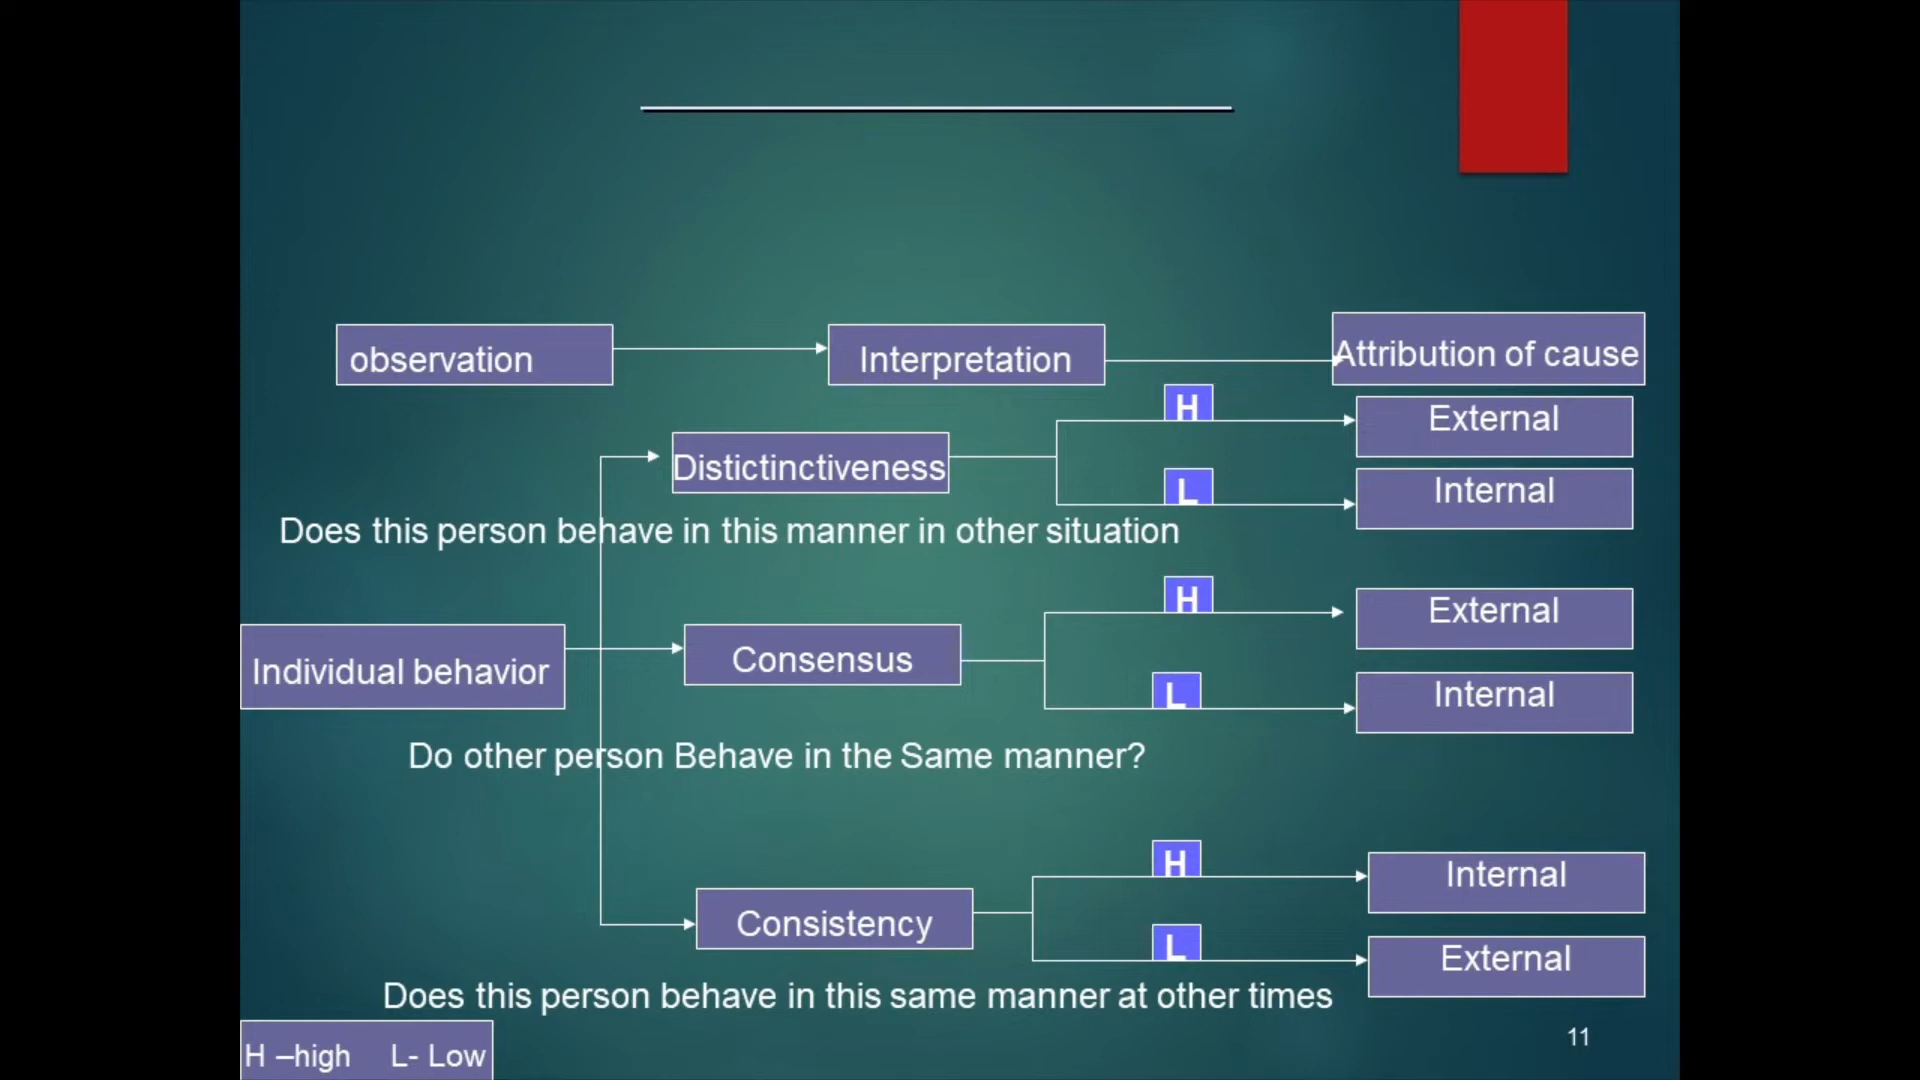 observation
Interpretation
Attribution of cause
H
External
Distictinctiveness
L
Internal
Does this person behave in this manner in other situation
H
External
Individual behavior
Consensus
L
Internal
Do other person Behave in the Same manner?
H
Internal
Consistency
L
External
Does this person behave in this same manner at other times
H –high L- Low
11